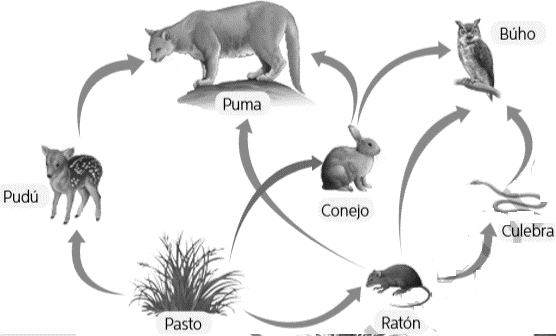 Búho
Puma
Pudú
Conejo
Culebra
Pasto
Ratón